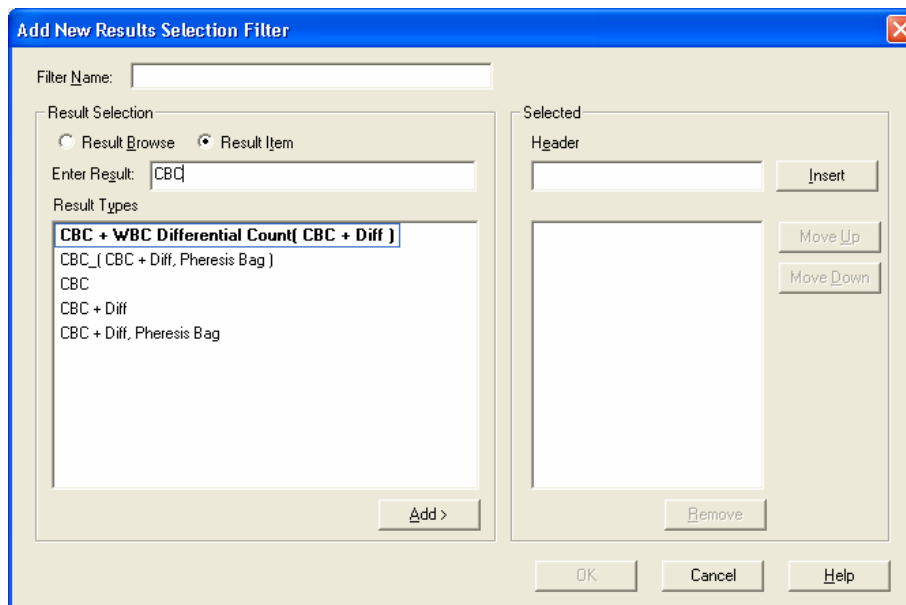 Add New Results Selection Filter
Filter Name:
Result Selection
Result Browse
Result Item
Enter Result: CBC
Result Types
CBC + WBC Differential Count( CBC + Diff )
CBC_( CBC + Diff, Pheresis Bag )
CBC
CBC + Diff
CBC + Diff, Pheresis Bag
Add >
Selected
Header
Insert
Move Up
Move Down
Remove
OK
Cancel
Help